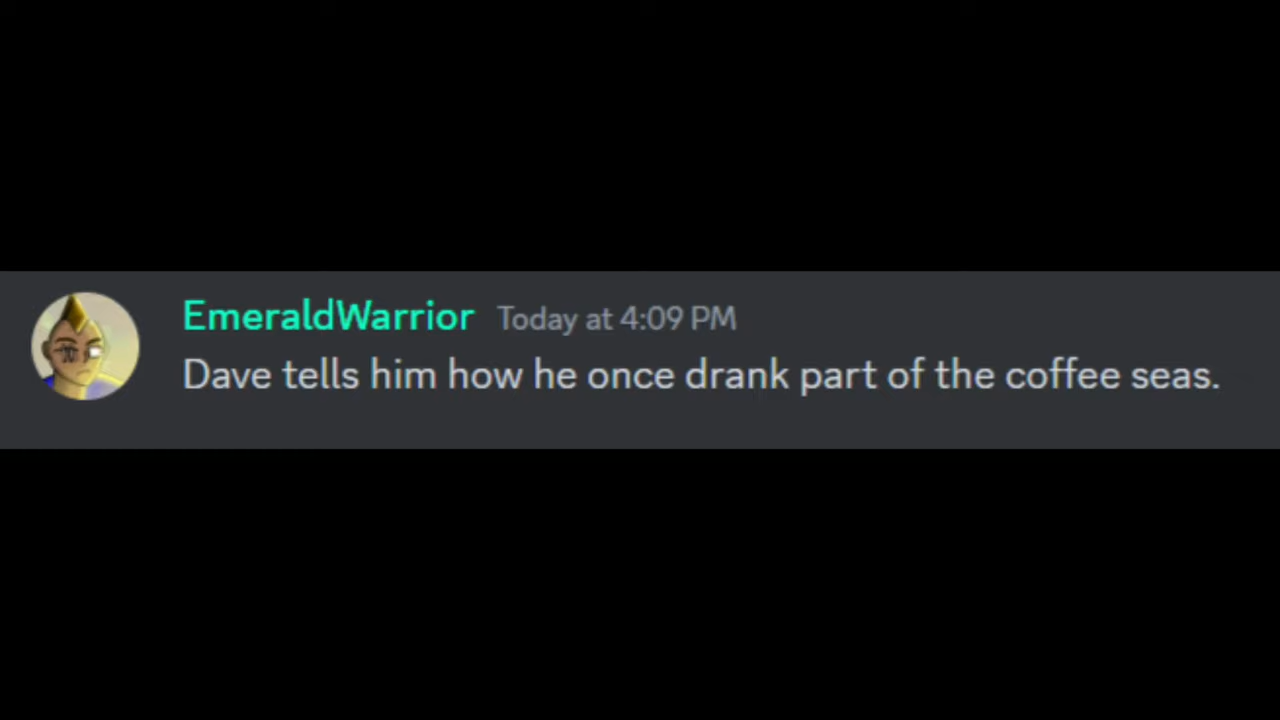 EmeraldWarrior Today at 4:09 PM
Dave tells him how he once drank part of the coffee seas.